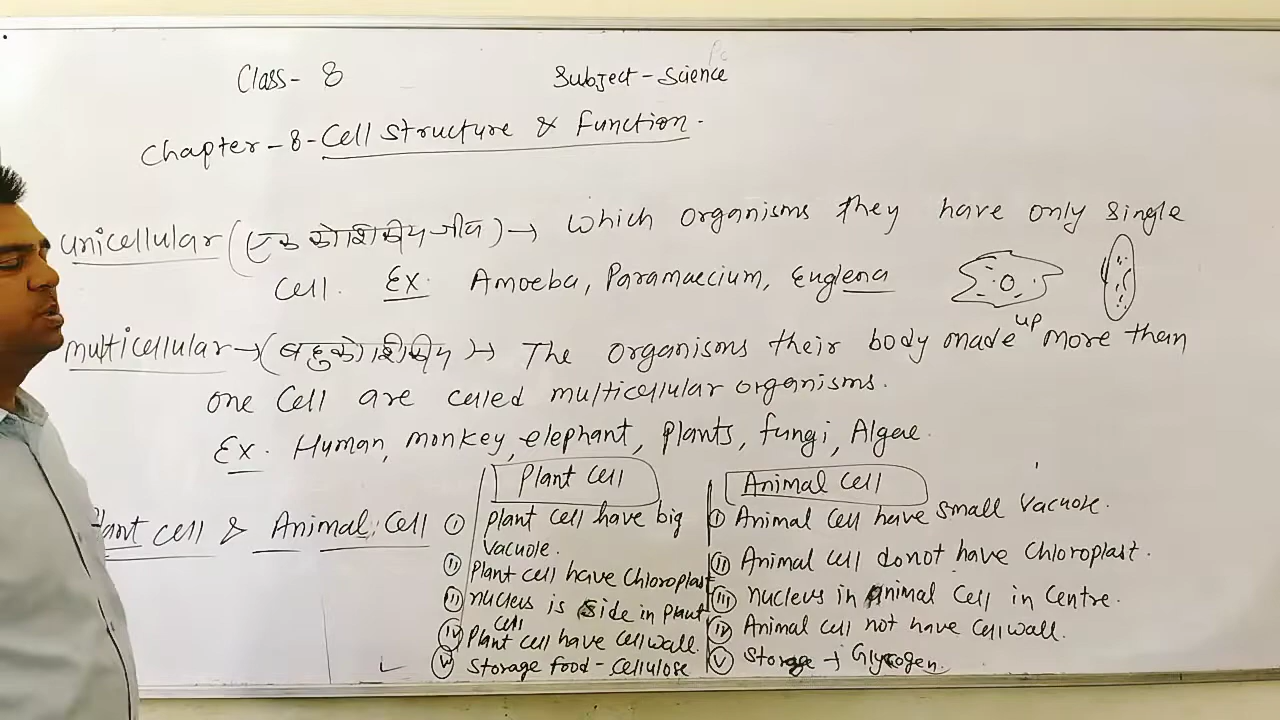 Class- 8 Subject-Science
Chapter-8-Cell Structure & Function.
unicellular (एक कोशिकीय जीव)→ Which organisms they have only single
Cell. Ex. Amoeba, Paramaecium, Euglena
multicellular→(बहुकोशिकीय)→ The organisms their body made up more than
one Cell are called multicellular organisms.
Ex. Human, monkey, elephant, Plants, fungi, Algae.
Plant Cell Animal Cell
Plant cell & Animal Cell
(i) Plant cell have big
vacuole.
(ii) Plant cell have Chloroplast
(iii) nucleus is Side in Plant
cell
(iv) Plant cell have cell wall.
(v) Storage food-Cellulose
(i) Animal Cell have small vacuole.
(ii) Animal cell donot have Chloroplast.
(iii) nucleus in Animal Cell in Centre.
(iv) Animal cell not have Cell wall.
(v) Storage → Glycogen.